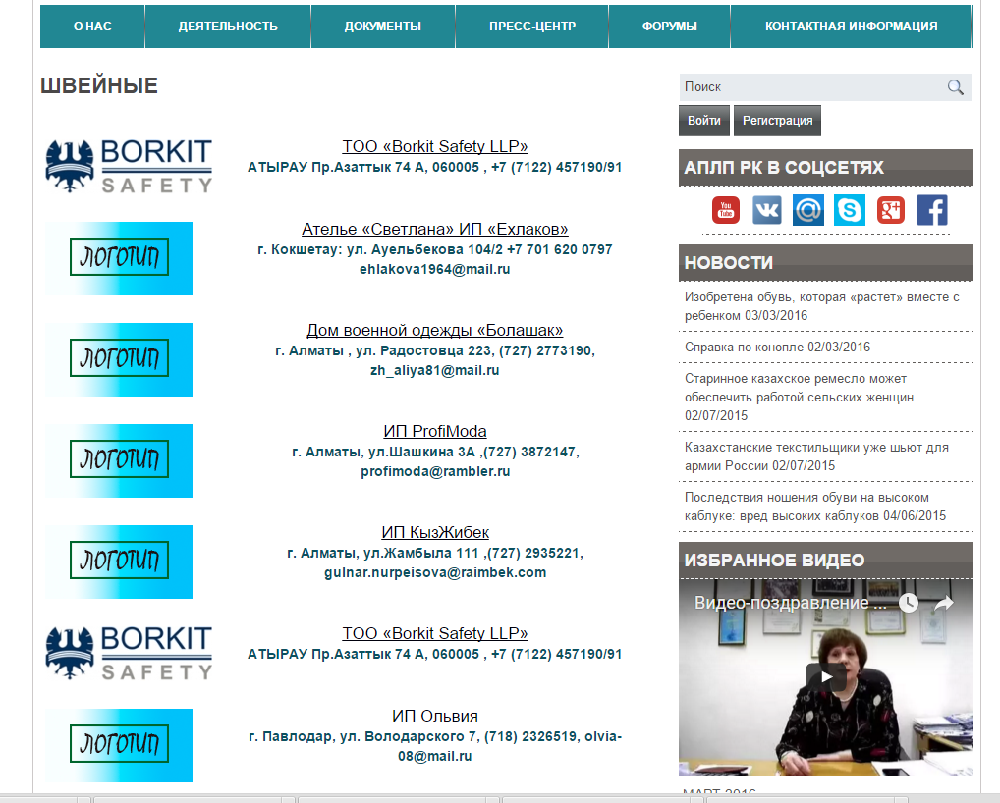 О НАС
ДЕЯТЕЛЬНОСТЬ
ДОКУМЕНТЫ
ПРЕСС-ЦЕНТР
ФОРУМЫ
КОНТАКТНАЯ ИНФОРМАЦИЯ
ШВЕЙНЫЕ
BORKIT
SAFETY
ТОО «Borkit Safety LLP»
АТЫРАУ Пр.Азаттык 74 А, 060005 , +7 (7122) 457190/91
ЛОГОТИП
Ателье «Светлана» ИП «Ехлаков»
г. Кокшетау: ул. Ауельбекова 104/2 +7 701 620 0797
ehlakova1964@mail.ru
ЛОГОТИП
Дом военной одежды «Болашак»
г. Алматы , ул. Радостовца 223, (727) 2773190,
zh_aliya81@mail.ru
ЛОГОТИП
ИП ProfiModa
г. Алматы, ул.Шашкина 3А ,(727) 3872147,
profimoda@rambler.ru
ЛОГОТИП
ИП КызЖибек
г. Алматы, ул.Жамбыла 111 ,(727) 2935221,
gulnar.nurpeisova@raimbek.com
BORKIT
SAFETY
ТОО «Borkit Safety LLP»
АТЫРАУ Пр.Азаттык 74 А, 060005 , +7 (7122) 457190/91
ЛОГОТИП
ИП Ольвия
г. Павлодар, ул. Володарского 7, (718) 2326519, olvia-
08@mail.ru
Поиск
Войти
Регистрация
АПЛП РК В СОЦСЕТЯХ
You
Tube
НОВОСТИ
Изобретена обувь, которая «растет» вместе с
ребенком 03/03/2016
Справка по конопле 02/03/2016
Старинное казахское ремесло может
обеспечить работой сельских женщин
02/07/2015
Казахстанские текстильщики уже шьют для
армии России 02/07/2015
Последствия ношения обуви на высоком
каблуке: вред высоких каблуков 04/06/2015
ИЗБРАННОЕ ВИДЕО
Видео-поздравление ...
МАРТ 2016